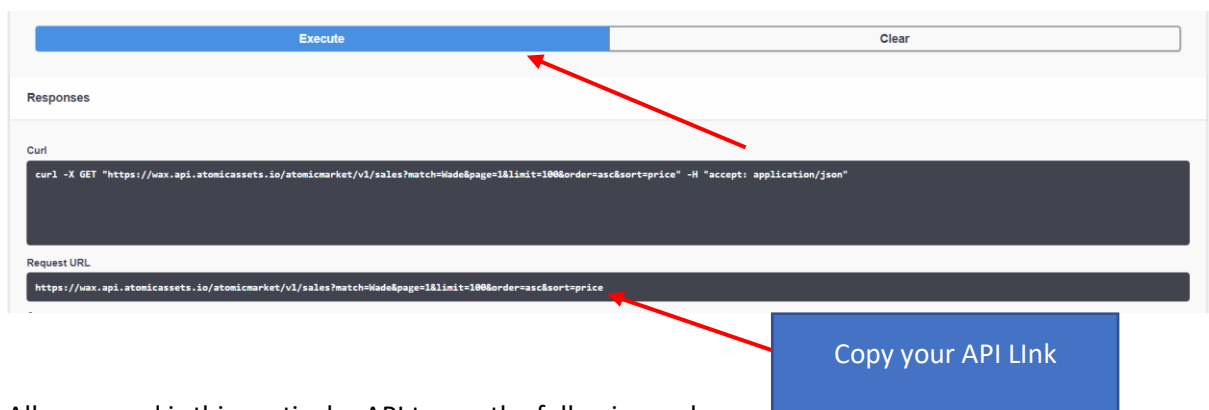 Execute
Clear
Responses
Curl
curl -X GET "https://wax.api.atomicassets.io/atomicmarket/v1/sales?match=Wade&page=1&limit=100&order=asc&sort=price" -H "accept: application/json"
Request URL
https://wax.api.atomicassets.io/atomicmarket/v1/sales?match=Wade&page=1&limit=100&order=asc&sort=price
Copy your API LInk